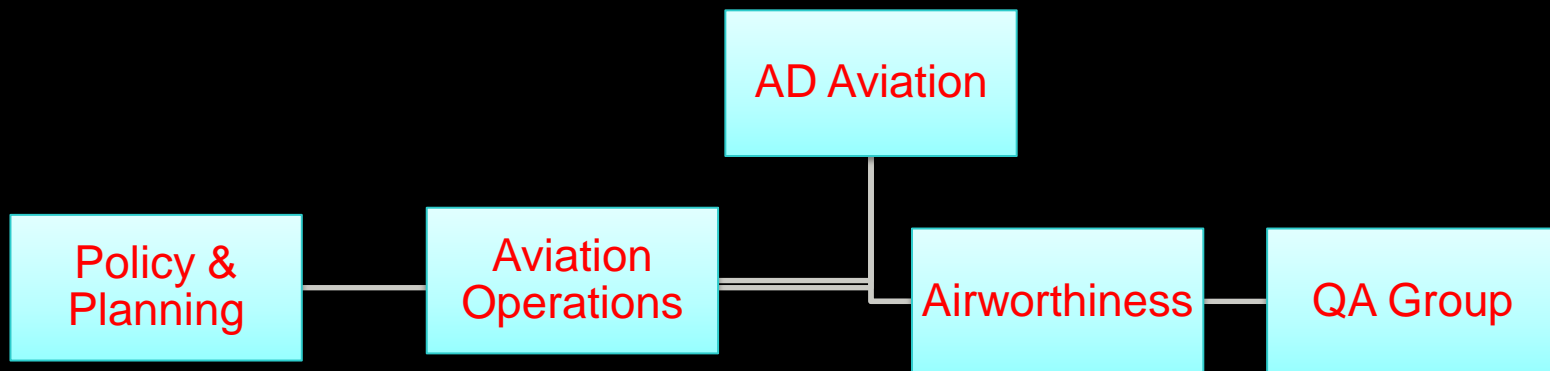 AD Aviation
Policy &
Planning
Aviation
Operations
Airworthiness
QA Group